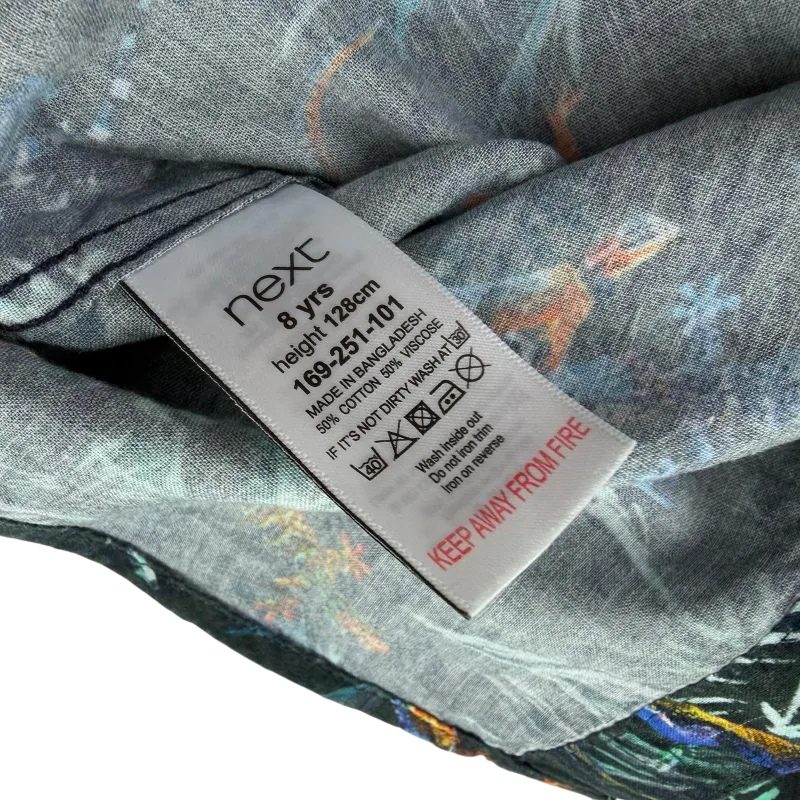 next
8 yrs
height 128cm
169-251-101
MADE IN BANGLADESH
50% COTTON 50% VISCOSE
IF IT'S NOT DIRTY WASH AT 30
40
Wash inside out
Do not iron trim
Iron on reverse
KEEP AWAY FROM FIRE